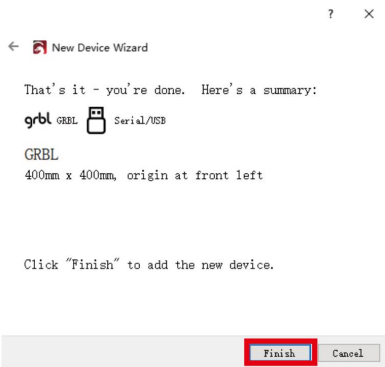 ?
New Device Wizard
That's it - you're done. Here's a summary:
grbl GRBL Serial/USB
GRBL
400mm x 400mm, origin at front left
Click "Finish" to add the new device.
Finish Cancel